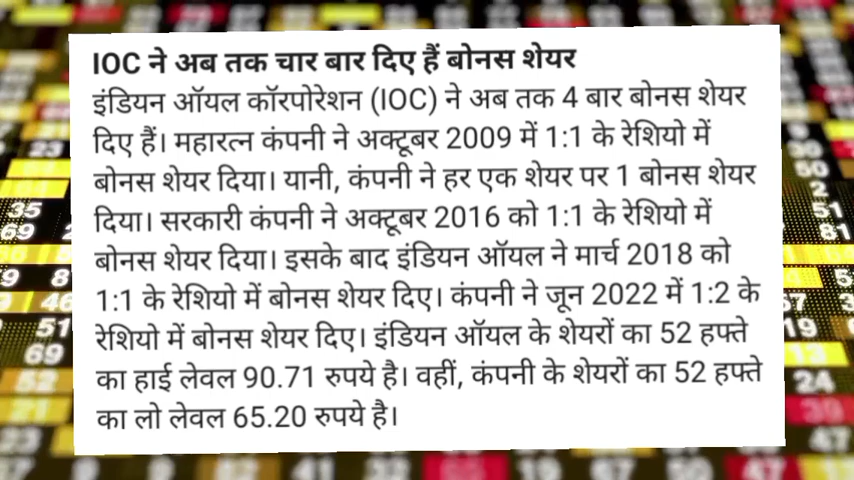 IOC ने अब तक चार बार दिए हैं बोनस शेयर
इंडियन ऑयल कॉरपोरेशन (IOC) ने अब तक 4 बार बोनस शेयर
दिए हैं। महारत्न कंपनी ने अक्टूबर 2009 में 1:1 के रेशियो में
बोनस शेयर दिया। यानी, कंपनी ने हर एक शेयर पर 1 बोनस शेयर
दिया। सरकारी कंपनी ने अक्टूबर 2016 को 1:1 के रेशियो में
बोनस शेयर दिया। इसके बाद इंडियन ऑयल ने मार्च 2018 को
1:1 के रेशियो में बोनस शेयर दिए। कंपनी ने जून 2022 में 1:2 के
रेशियो में बोनस शेयर दिए। इंडियन ऑयल के शेयरों का 52 हफ्ते
का हाई लेवल 90.71 रुपये है। वहीं, कंपनी के शेयरों का 52 हफ्ते
का लो लेवल 65.20 रुपये है।